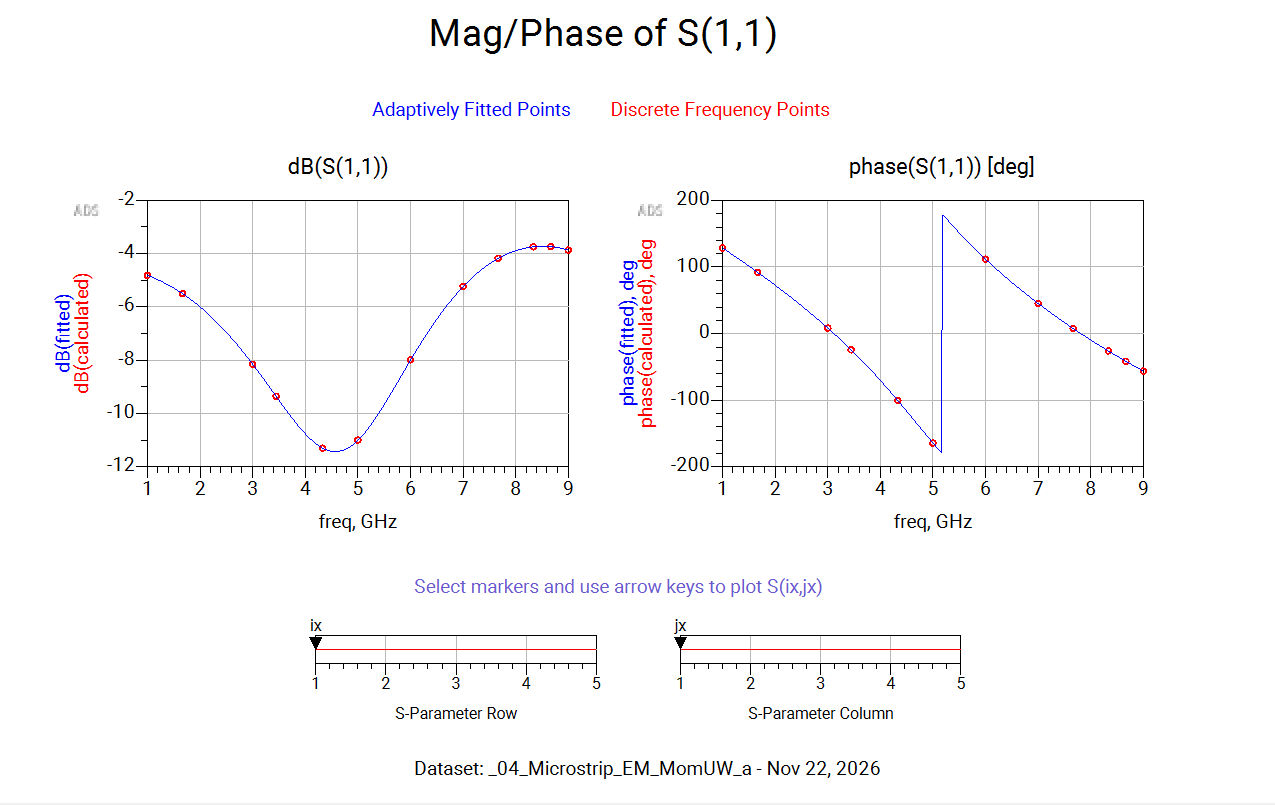 Mag/Phase of S(1,1)
Adaptively Fitted Points Discrete Frequency Points
dB(S(1,1))
ADS
dB(fitted)
dB(calculated)
-2
-4
-6
-8
-10
-12
1 2 3 4 5 6 7 8 9
freq, GHz
phase(S(1,1)) [deg]
ADS
phase(fitted), deg
phase(calculated), deg
200
100
0
-100
-200
1 2 3 4 5 6 7 8 9
freq, GHz
Select markers and use arrow keys to plot S(ix,jx)
ix
1 2 3 4 5
S-Parameter Row
jx
1 2 3 4 5
S-Parameter Column
Dataset: _04_Microstrip_EM_MomUW_a - Nov 22, 2026